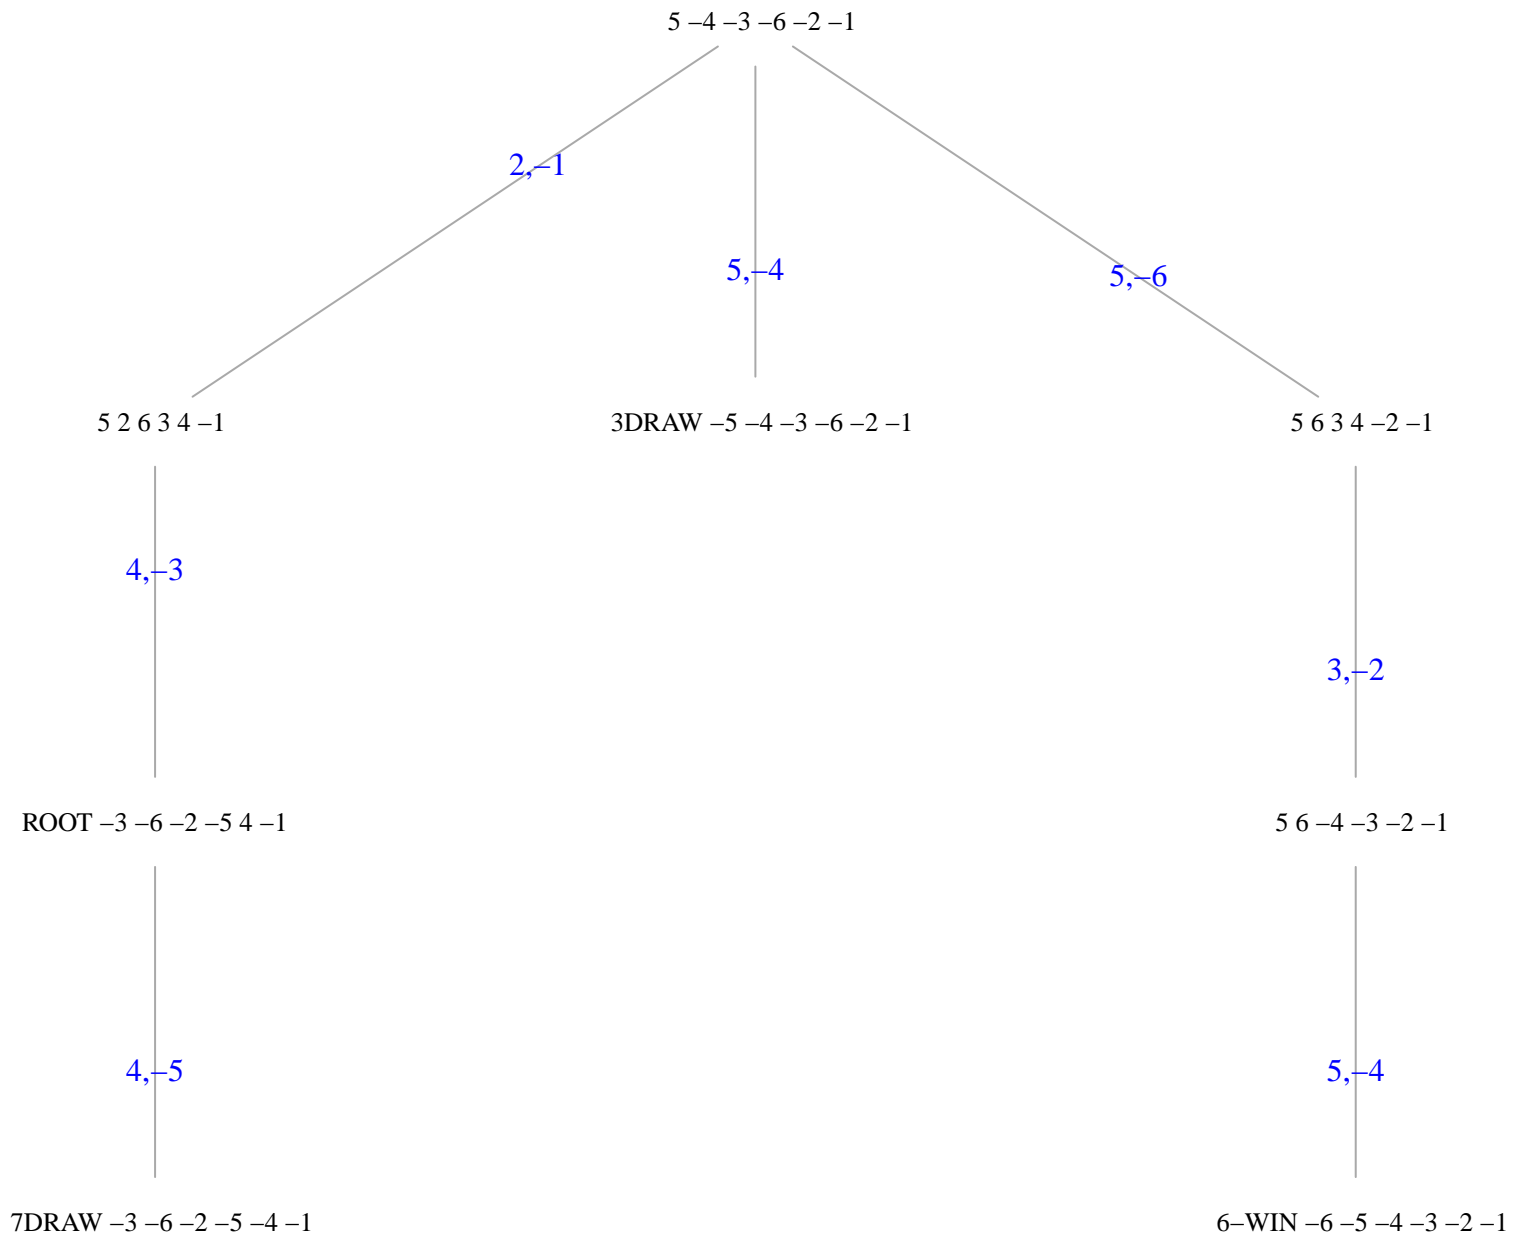 5 –4 –3 –6 –2 –1
2,–1
5,–4
5,–6
5 2 6 3 4 –1
3DRAW –5 –4 –3 –6 –2 –1
5 6 3 4 –2 –1
4,–3
3,–2
ROOT –3 –6 –2 –5 4 –1
5 6 –4 –3 –2 –1
4,–5
5,–4
7DRAW –3 –6 –2 –5 –4 –1
6–WIN –6 –5 –4 –3 –2 –1